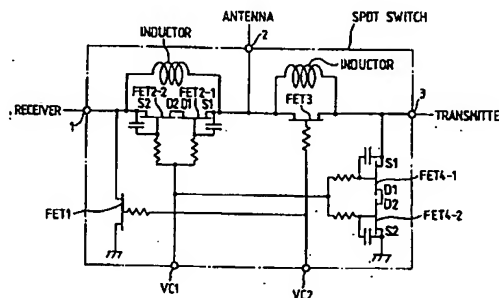 ANTENNA
SPDT SWITCH
INDUCTOR
2
INDUCTOR
FET2-2
FET2-1
S2
D2
D1
S1
FET3
RECEIVER
1
3
TRANSMITTE
S1
FET4-1
D1
D2
FET1
FET4-2
S2
VC1
VC2